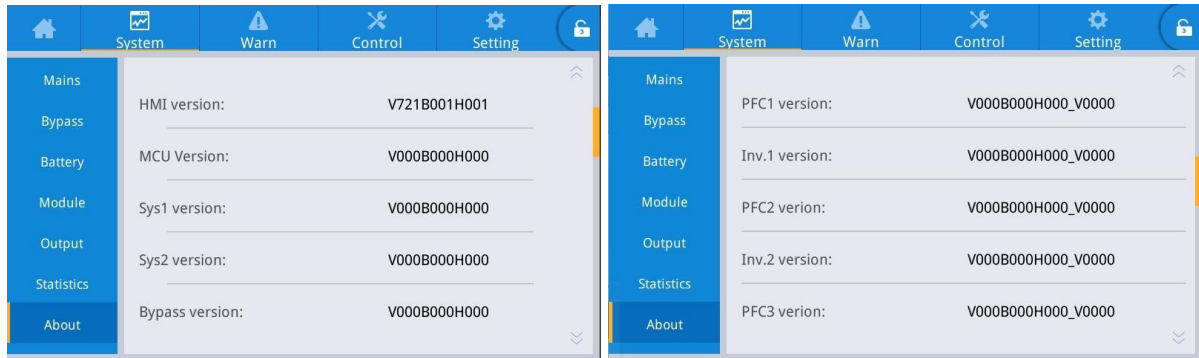 System Warn Control Setting 3
Mains
HMI version: V721B001H001
Bypass
MCU Version: V000B000H000
Battery
Module
Sys1 version: V000B000H000
Output
Sys2 version: V000B000H000
Statistics
Bypass version: V000B000H000
About
System Warn Control Setting 3
Mains
PFC1 version: V000B000H000_V0000
Bypass
Inv.1 version: V000B000H000_V0000
Battery
Module
PFC2 verion: V000B000H000_V0000
Output
Inv.2 version: V000B000H000_V0000
Statistics
PFC3 verion: V000B000H000_V0000
About